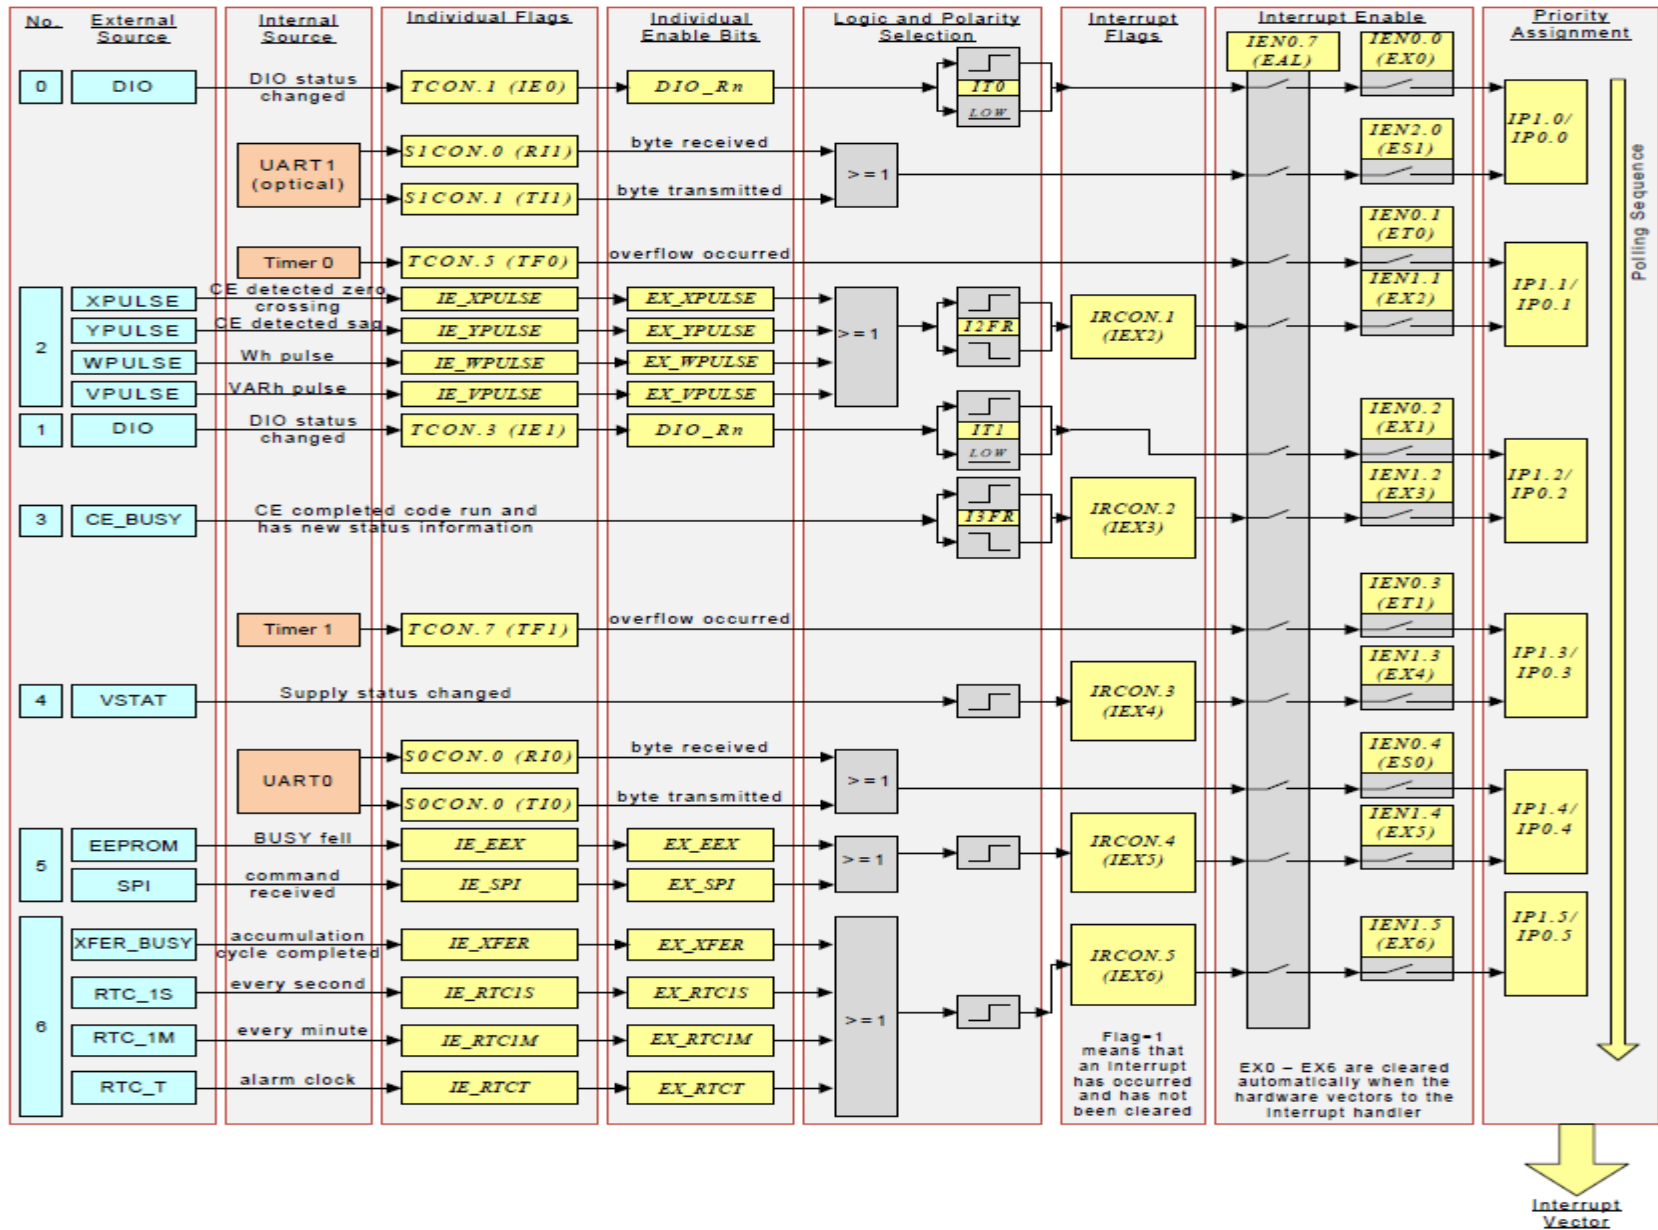 No.
External
Source
Internal
Source
Individual Flags
Individual
Enable Bits
Logic and Polarity
Selection
Interrupt
Flags
Interrupt Enable
Priority
Assignment
IEN0.7
(EAL)
IEN0.0
(EX0)
0
DIO
DIO status
changed
TCON.1 (IE0)
DIO_Rn
IT0
LOW
IP1.0/
IP0.0
UART1
(optical)
S1CON.0 (RI1)
byte received
S1CON.1 (TI1)
byte transmitted
>=1
IEN2.0
(ES1)
Polling Sequence
Timer 0
TCON.5 (TF0)
overflow occurred
IEN0.1
(ET0)
IP1.1/
IP0.1
2
XPULSE
CE detected zero
crossing
IE_XPULSE
EX_XPULSE
YPULSE
CE detected sag
IE_YPULSE
EX_YPULSE
WPULSE
Wh pulse
IE_WPULSE
EX_WPULSE
VPULSE
VARh pulse
IE_VPULSE
EX_VPULSE
>=1
I2FR
IRCON.1
(IEX2)
IEN1.1
(EX2)
1
DIO
DIO status
changed
TCON.3 (IE1)
DIO_Rn
IT1
LOW
IEN0.2
(EX1)
IP1.2/
IP0.2
3
CE_BUSY
CE completed code run and
has new status information
I3FR
IRCON.2
(IEX3)
IEN1.2
(EX3)
Timer 1
TCON.7 (TF1)
overflow occurred
IEN0.3
(ET1)
IP1.3/
IP0.3
4
VSTAT
Supply status changed
IRCON.3
(IEX4)
IEN1.3
(EX4)
UART0
S0CON.0 (RI0)
byte received
S0CON.0 (TI0)
byte transmitted
>=1
IEN0.4
(ES0)
IP1.4/
IP0.4
5
EEPROM
BUSY fell
IE_EEX
EX_EEX
SPI
command
received
IE_SPI
EX_SPI
>=1
IRCON.4
(IEX5)
IEN1.4
(EX5)
6
XFER_BUSY
accumulation
cycle completed
IE_XFER
EX_XFER
RTC_1S
every second
IE_RTC1S
EX_RTC1S
RTC_1M
every minute
IE_RTC1M
EX_RTC1M
RTC_T
alarm clock
IE_RTCT
EX_RTCT
>=1
IRCON.5
(IEX6)
IEN1.5
(EX6)
IP1.5/
IP0.5
Flag=1
means that
an interrupt
has occurred
and has not
been cleared
EX0 – EX6 are cleared
automatically when the
hardware vectors to the
interrupt handler
Interrupt
Vector